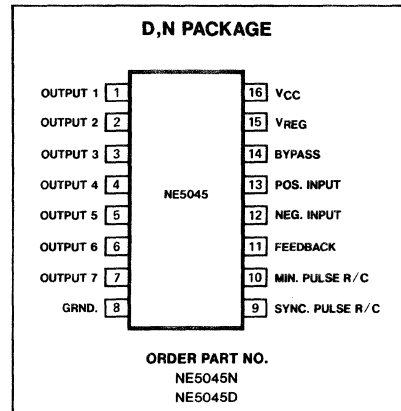 D,N PACKAGE
OUTPUT 1 1 16 VCC
OUTPUT 2 2 15 VREG
OUTPUT 3 3 14 BYPASS
OUTPUT 4 4 13 POS. INPUT
NE5045
OUTPUT 5 5 12 NEG. INPUT
OUTPUT 6 6 11 FEEDBACK
OUTPUT 7 7 10 MIN. PULSE R/C
GRND. 8 9 SYNC. PULSE R/C
ORDER PART NO.
NE5045N
NE5045D